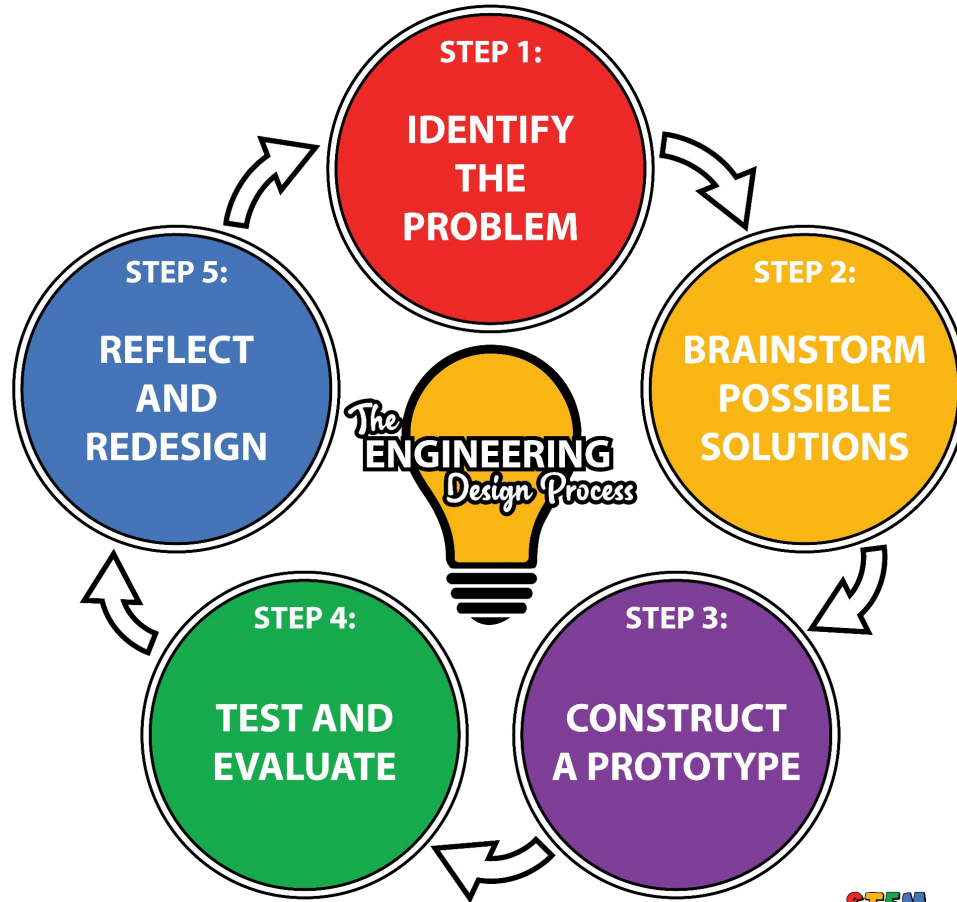 STEP 1:
IDENTIFY
THE
PROBLEM
STEP 2:
BRAINSTORM
POSSIBLE
SOLUTIONS
STEP 3:
CONSTRUCT
A PROTOTYPE
STEP 4:
TEST AND
EVALUATE
STEP 5:
REFLECT
AND
REDESIGN
The
ENGINEERING
Design Process
STEM